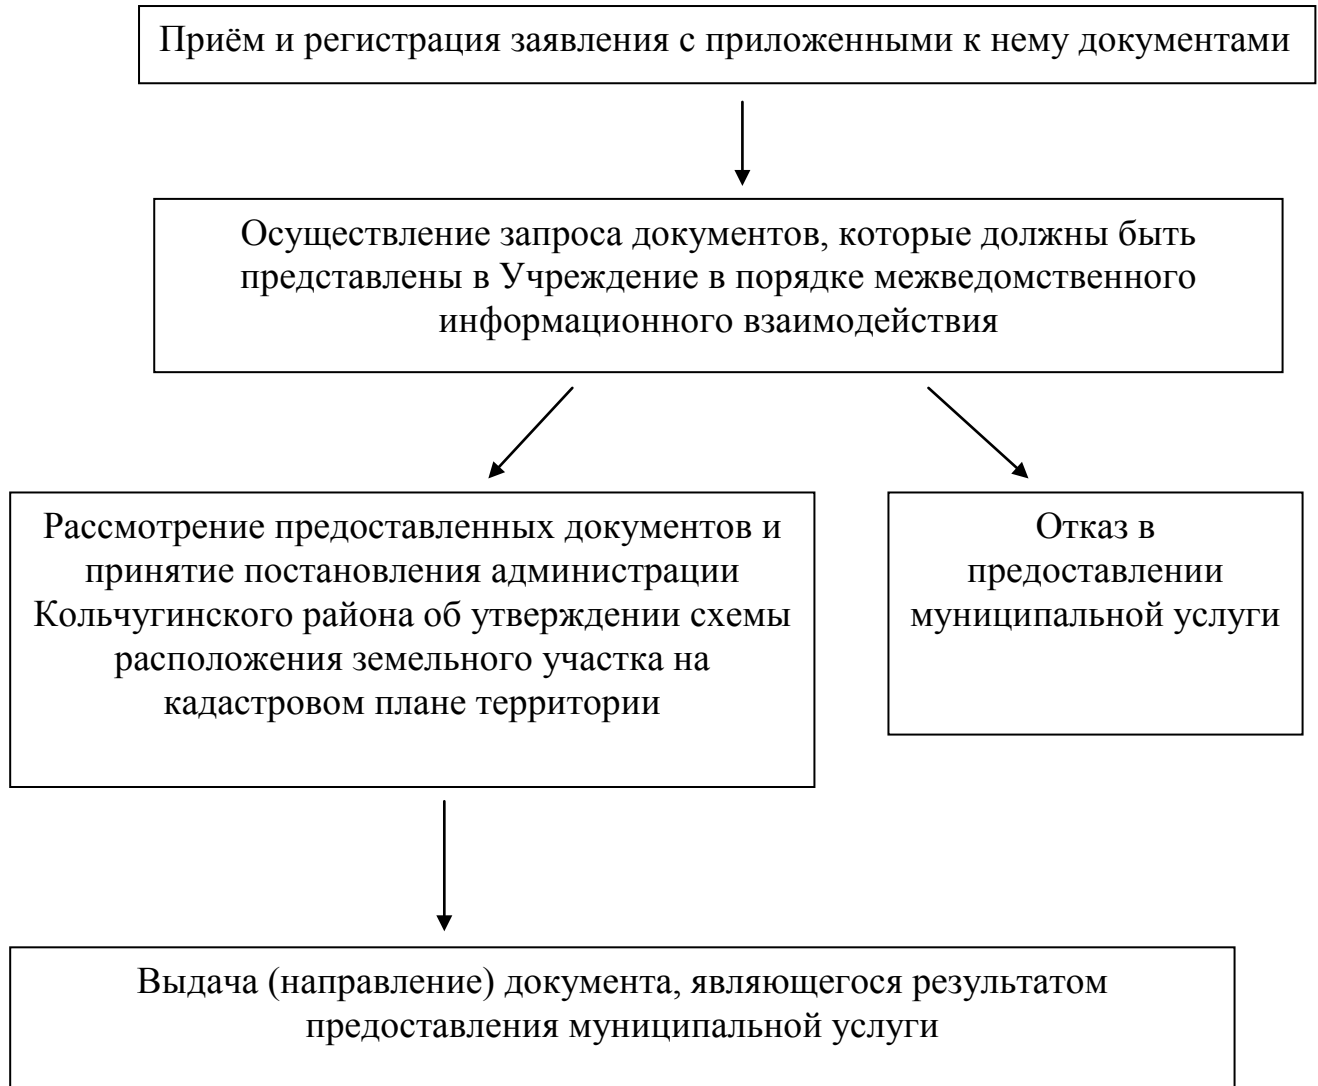 Приём и регистрация заявления с приложенными к нему документами
Осуществление запроса документов, которые должны быть
представлены в Учреждение в порядке межведомственного
информационного взаимодействия
Рассмотрение предоставленных документов и
принятие постановления администрации
Кольчугинского района об утверждении схемы
расположения земельного участка на
кадастровом плане территории
Отказ в
предоставлении
муниципальной услуги
Выдача (направление) документа, являющегося результатом
предоставления муниципальной услуги